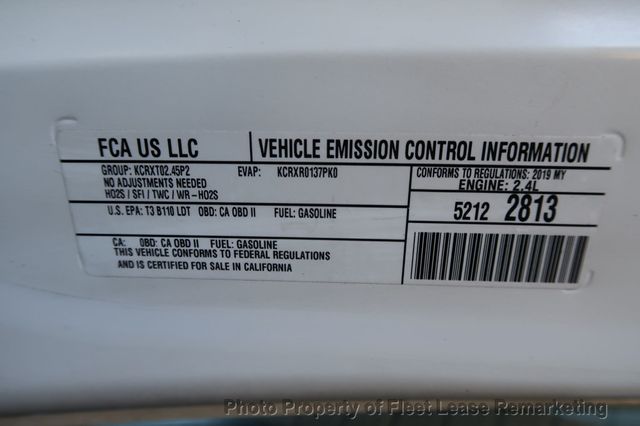 FCA US LLC
VEHICLE EMISSION CONTROL INFORMATION
GROUP: KCRXT02.45P2 EVAP: KCRXR0137PK0
NO ADJUSTMENTS NEEDED
HO2S / SFI / TWC / WR-HO2S
CONFORMS TO REGULATIONS: 2019 MY
ENGINE: 2.4L
U.S. EPA: T3 B110 LDT OBD: CA OBD II FUEL: GASOLINE
5212 2813
CA: OBD: CA OBD II FUEL: GASOLINE
THIS VEHICLE CONFORMS TO FEDERAL REGULATIONS
AND IS CERTIFIED FOR SALE IN CALIFORNIA
Photo Property of Fleet Lease Remarketing